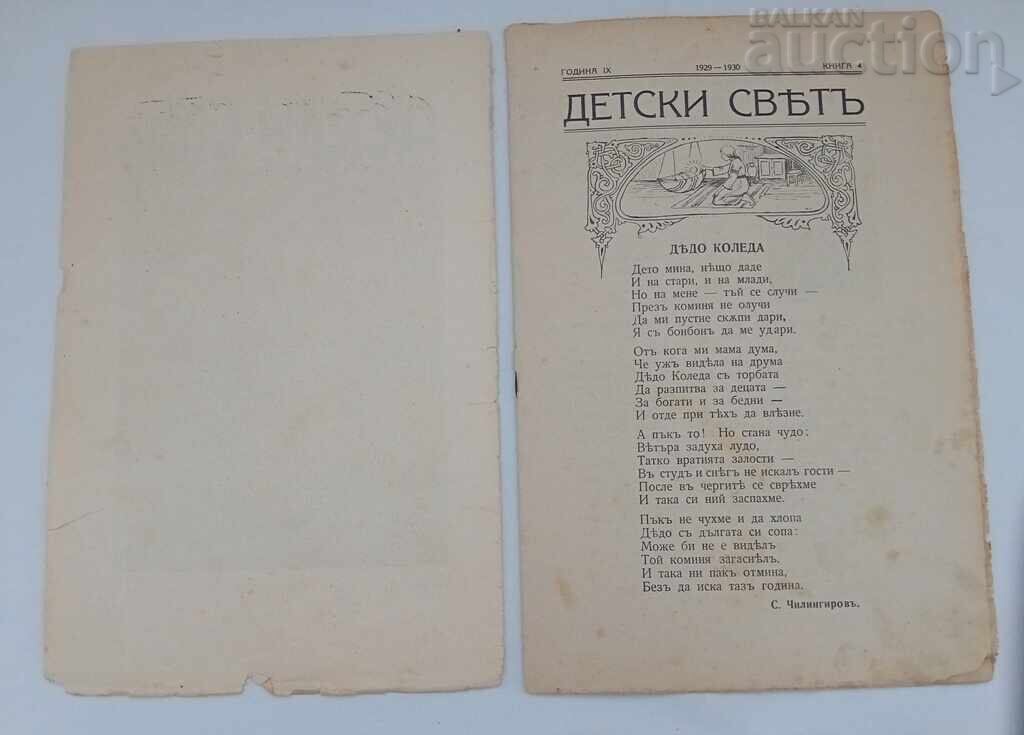 BALKAN
auction
ГОДИНА IX 1929 — 1930 КНИГА 4
ДЕТСКИ СВѢТЪ
ДѢДО КОЛЕДА
Дето мина, нѣщо даде
И на стари, и на млади,
Но на мене — тъй се случи —
Презъ комина не олучи
Да ми пустне скѫпи дари,
Я съ бонбонъ да ме удари.
Отъ кога ми мама дума,
Че ужъ видѣла на друма
Дѣдо Коледа съ торбата
Да разпитва за децата —
За богати и за бедни —
И отде при тѣхъ да влѣзне.
А пъкъ то! Но стана чудо:
Вѣтъра задуха лудо,
Татко вратията залости —
Въ студъ и снѣгъ не искалъ гости —
После въ чергитѣ се сврѣхме
И така си ний заспахме.
Пъкъ не чухме и да хлопа
Дѣдо съ дългата си сопа:
Може би не е видѣлъ
Той комина загаснѣлъ.
И така ни пакъ отмина,
Безъ да иска тазъ година.
С. Чилингировъ.